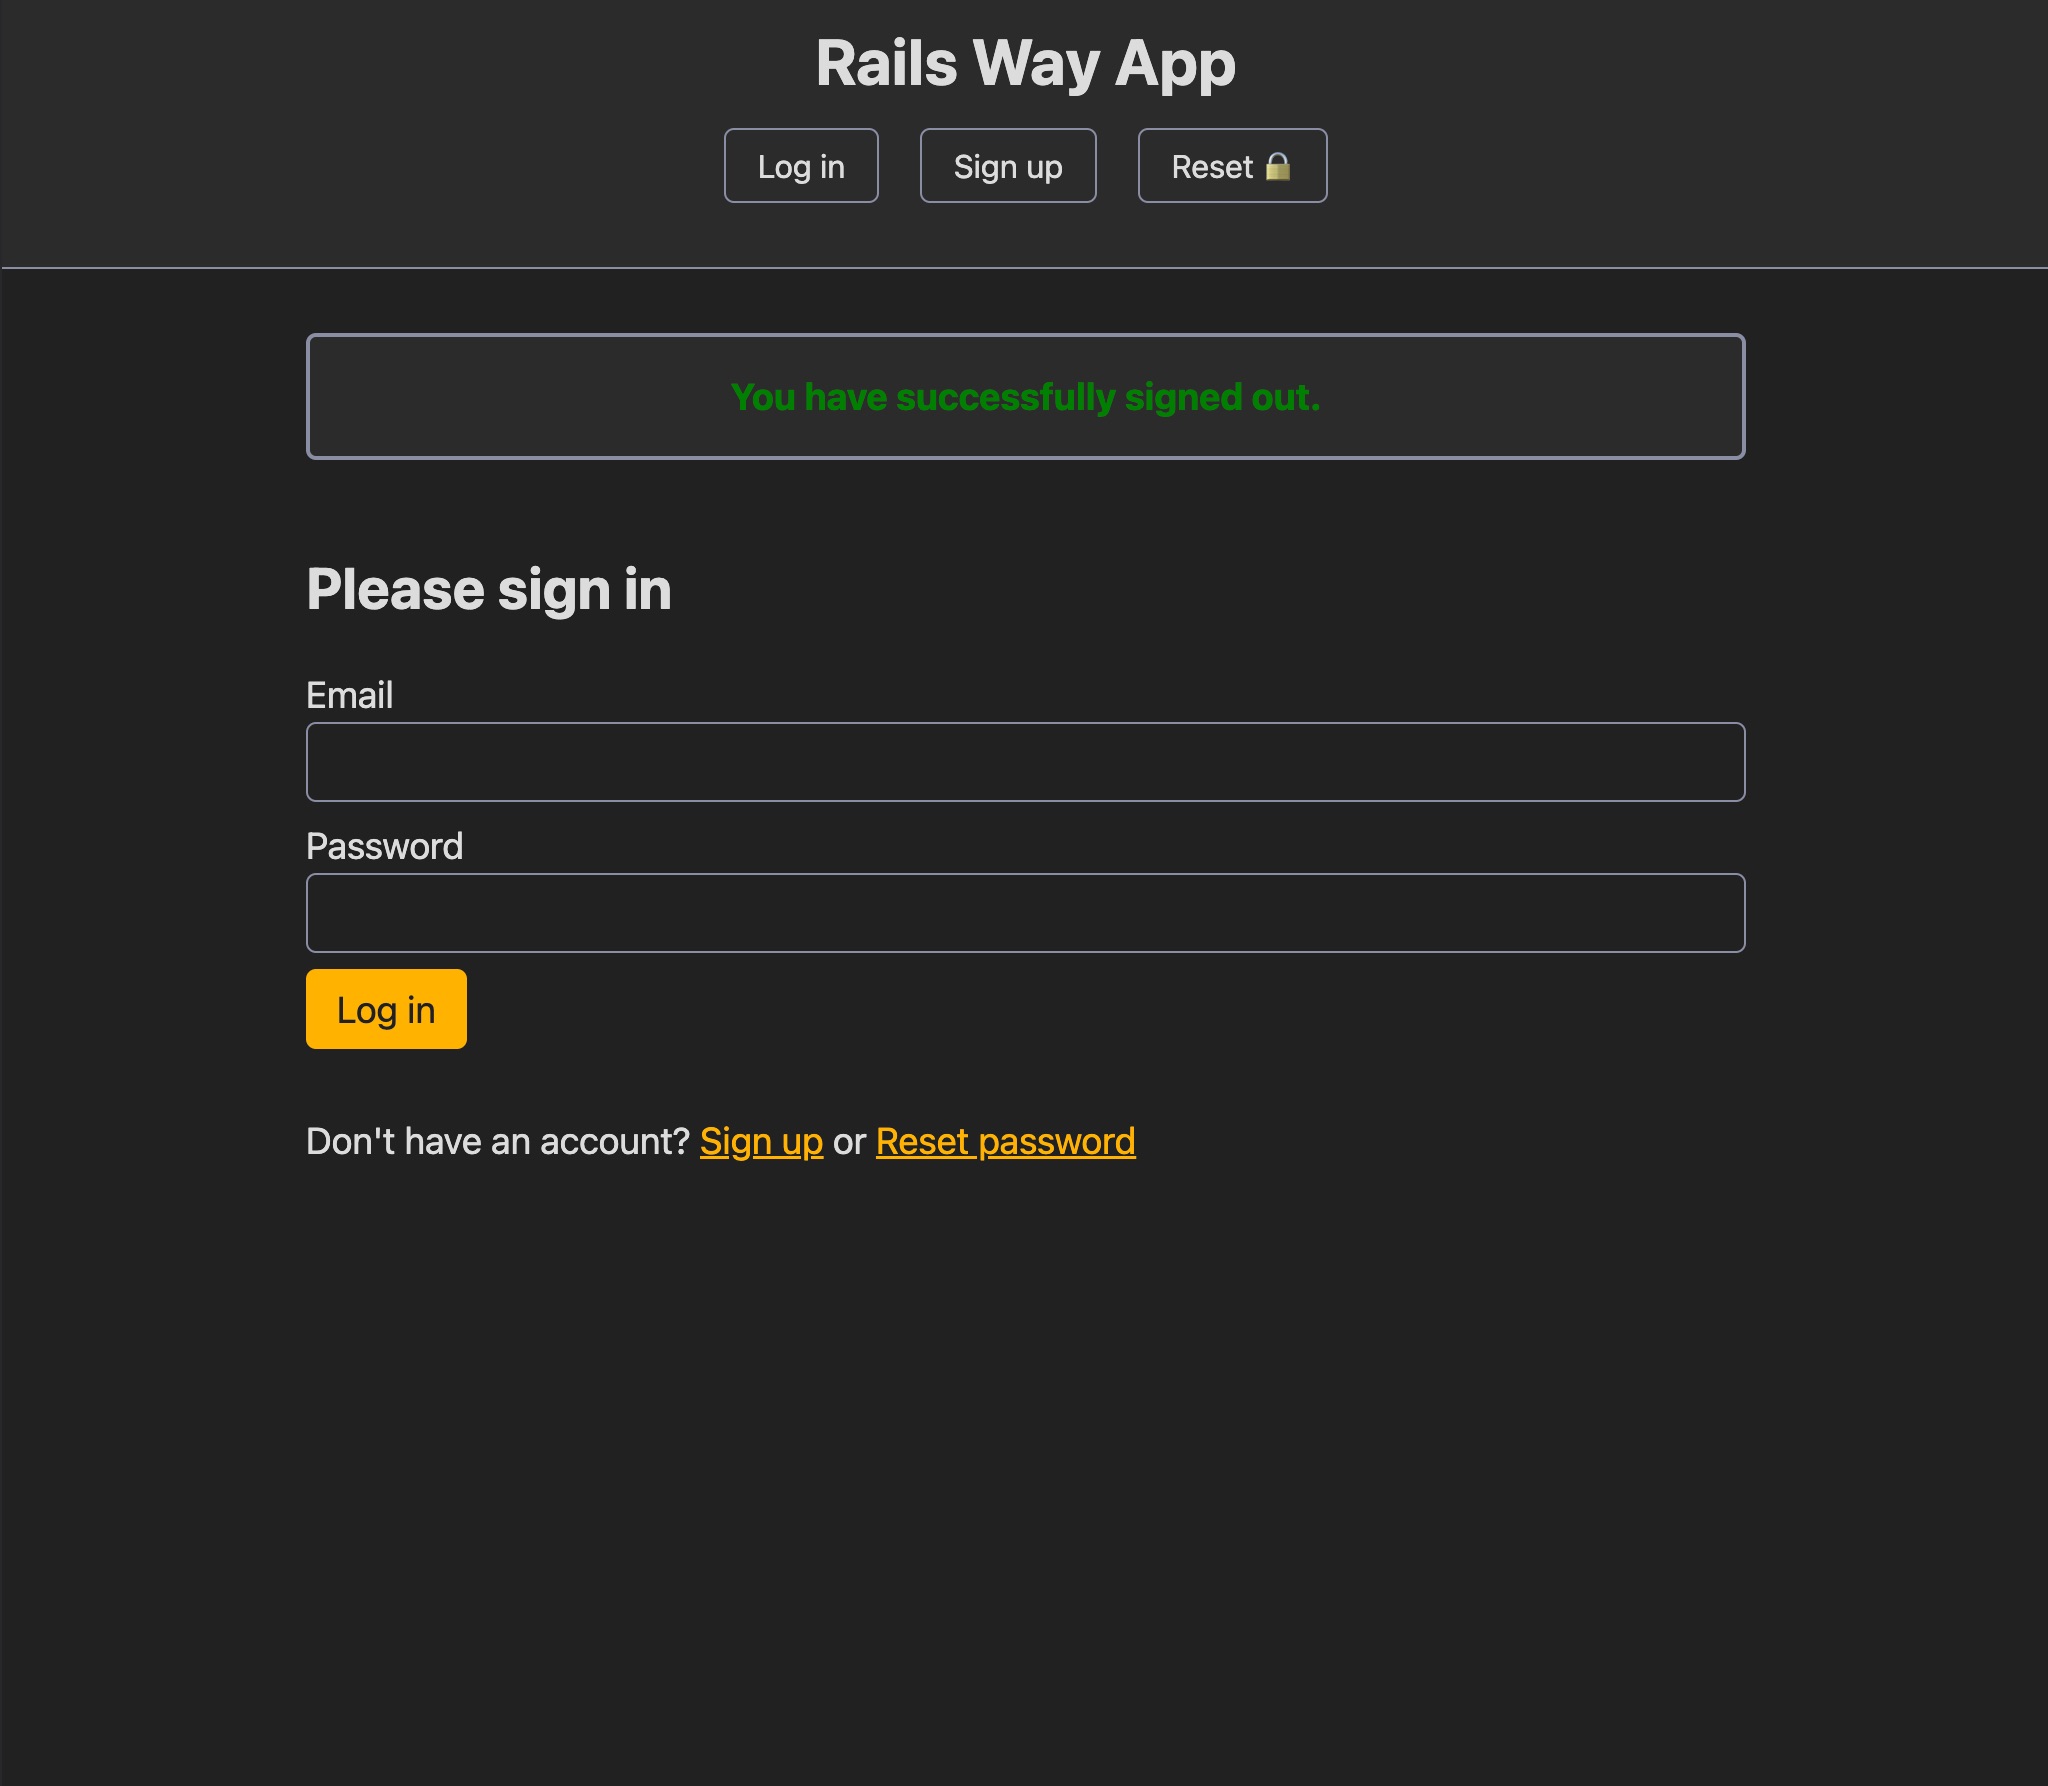 Rails Way App
Log in Sign up Reset 🔒
You have successfully signed out.
Please sign in
Email
Password
Log in
Don't have an account? Sign up or Reset password